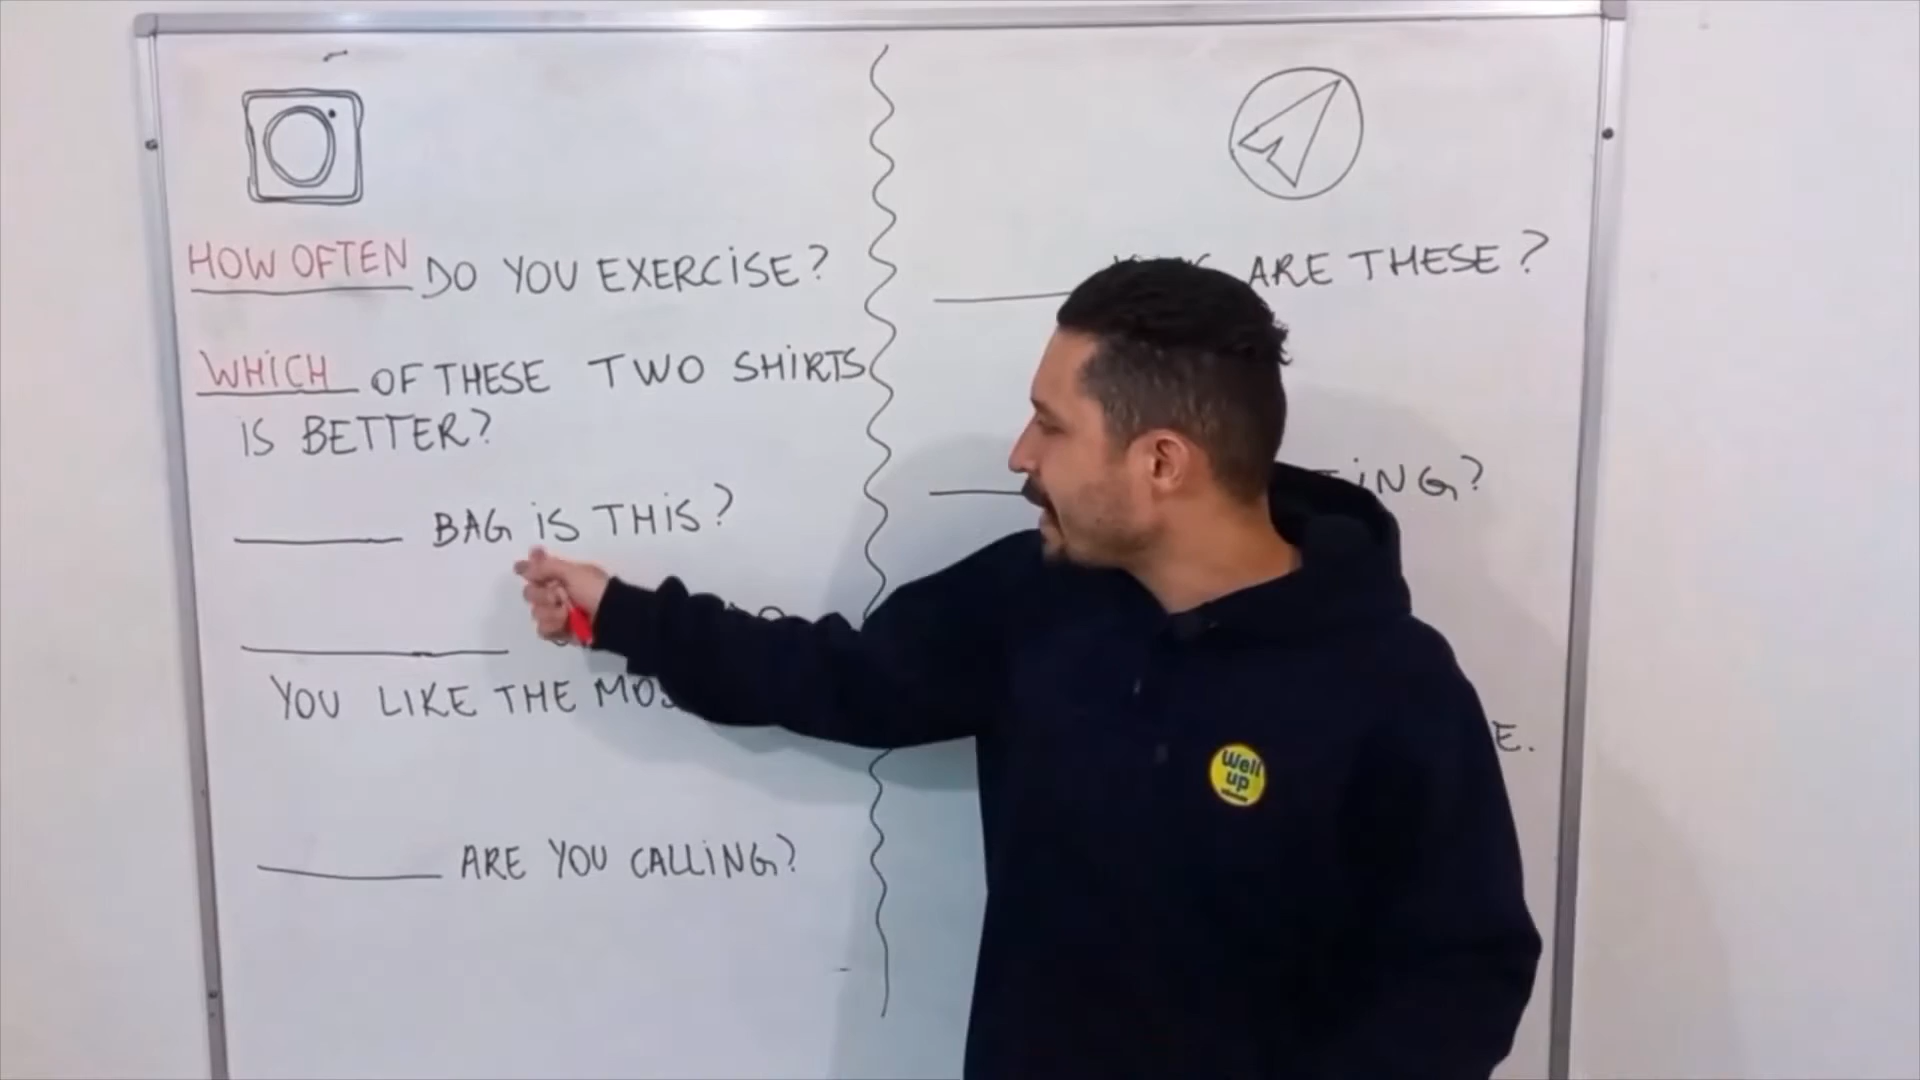 HOW OFTEN DO YOU EXERCISE?
WHICH OF THESE TWO SHIRTS
IS BETTER?
BAG IS THIS?
YOU LIKE THE
ARE YOU CALLING?
ARE THESE?
Well
up